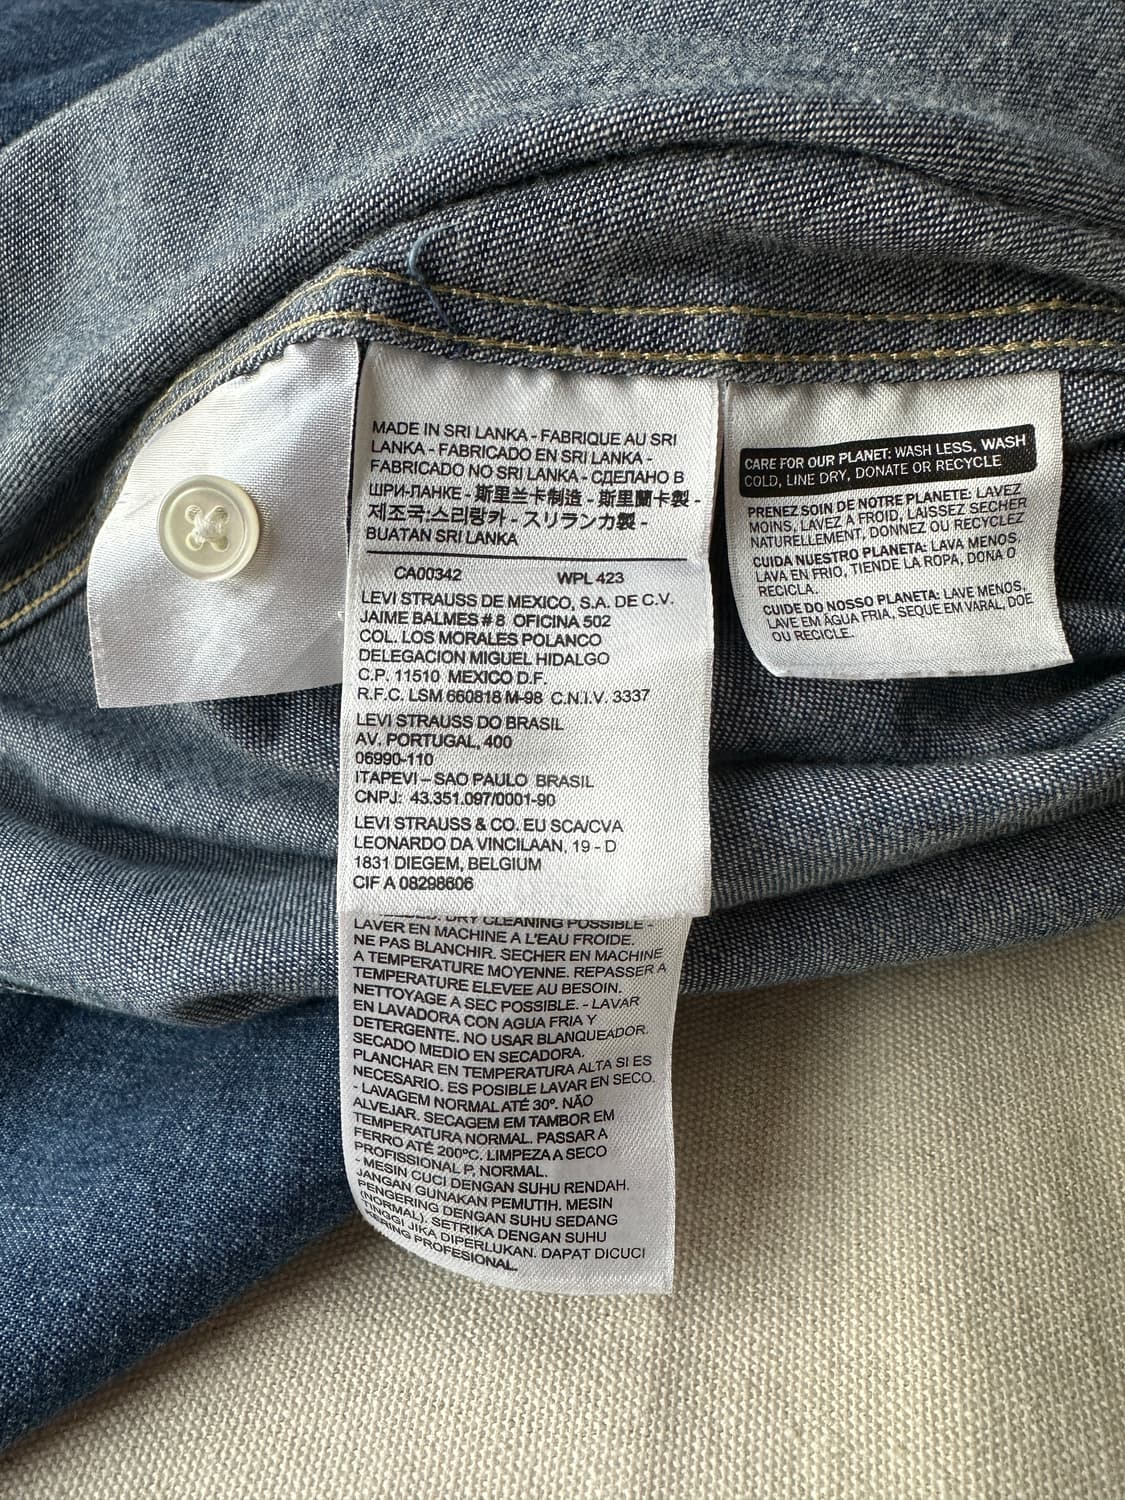 MADE IN SRI LANKA - FABRIQUE AU SRI
LANKA - FABRICADO EN SRI LANKA -
FABRICADO NO SRI LANKA - СДЕЛАНО В
ШРИ-ЛАНКЕ - 斯里兰卡制造 - 斯里蘭卡製 -
제조국:스리랑카 - スリランカ製 -
BUATAN SRI LANKA
CA00342 WPL 423
LEVI STRAUSS DE MEXICO, S.A. DE C.V.
JAIME BALMES # 8 OFICINA 502
COL. LOS MORALES POLANCO
DELEGACION MIGUEL HIDALGO
C.P. 11510 MEXICO D.F.
R.F.C. LSM 660818 M-98 C.N.I.V. 3337
LEVI STRAUSS DO BRASIL
AV. PORTUGAL, 400
06990-110
ITAPEVI – SAO PAULO BRASIL
CNPJ: 43.351.097/0001-90
LEVI STRAUSS & CO. EU SCA/CVA
LEONARDO DA VINCILAAN, 19 - D
1831 DIEGEM, BELGIUM
CIF A 08298606
DRY CLEANING POSSIBLE -
LAVER EN MACHINE A L'EAU FROIDE.
NE PAS BLANCHIR. SECHER EN MACHINE
A TEMPERATURE MOYENNE. REPASSER A
TEMPERATURE ELEVEE AU BESOIN.
NETTOYAGE A SEC POSSIBLE. - LAVAR
EN LAVADORA CON AGUA FRIA Y
DETERGENTE. NO USAR BLANQUEADOR.
SECADO MEDIO EN SECADORA.
PLANCHAR EN TEMPERATURA ALTA SI ES
NECESARIO. ES POSIBLE LAVAR EN SECO.
- LAVAGEM NORMAL ATÉ 30º. NÃO
ALVEJAR. SECAGEM EM TAMBOR EM
TEMPERATURA NORMAL. PASSAR A
FERRO ATÉ 200ºC. LIMPEZA A SECO
PROFISSIONAL P, NORMAL.
- MESIN CUCI DENGAN SUHU RENDAH.
JANGAN GUNAKAN PEMUTIH. MESIN
PENGERING DENGAN SUHU SEDANG
(NORMAL). SETRIKA DENGAN SUHU
TINGGI JIKA DIPERLUKAN. DAPAT DICUCI
KERING PROFESIONAL.
CARE FOR OUR PLANET: WASH LESS, WASH
COLD, LINE DRY, DONATE OR RECYCLE
PRENEZ SOIN DE NOTRE PLANETE: LAVEZ
MOINS, LAVEZ A FROID, LAISSEZ SECHER
NATURELLEMENT, DONNEZ OU RECYCLEZ
CUIDA NUESTRO PLANETA: LAVA MENOS,
LAVA EN FRIO, TIENDE LA ROPA, DONA O
RECICLA.
CUIDE DO NOSSO PLANETA: LAVE MENOS,
LAVE EM ÁGUA FRIA, SEQUE EM VARAL, DOE
OU RECICLE.